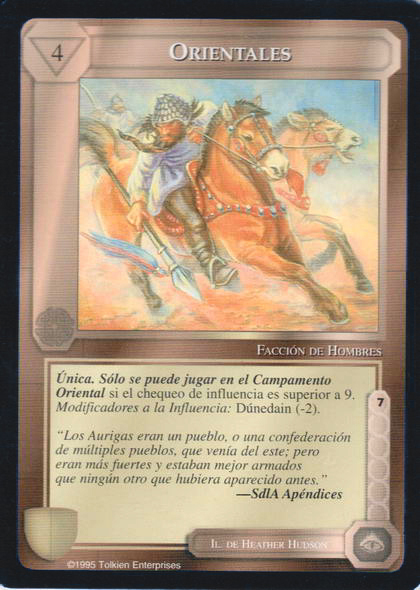 4
ORIENTALES
FACCIÓN DE HOMBRES
Única. Sólo se puede jugar en el Campamento
Oriental si el chequeo de influencia es superior a 9.
Modificadores a la Influencia: Dúnedain (-2).
7
“Los Aurigas eran un pueblo, o una confederación
de múltiples pueblos, que venía del este; pero
eran más fuertes y estaban mejor armados
que ningún otro que hubiera aparecido antes.”
—SdlA Apéndices
IL. DE HEATHER HUDSON
©1995 Tolkien Enterprises